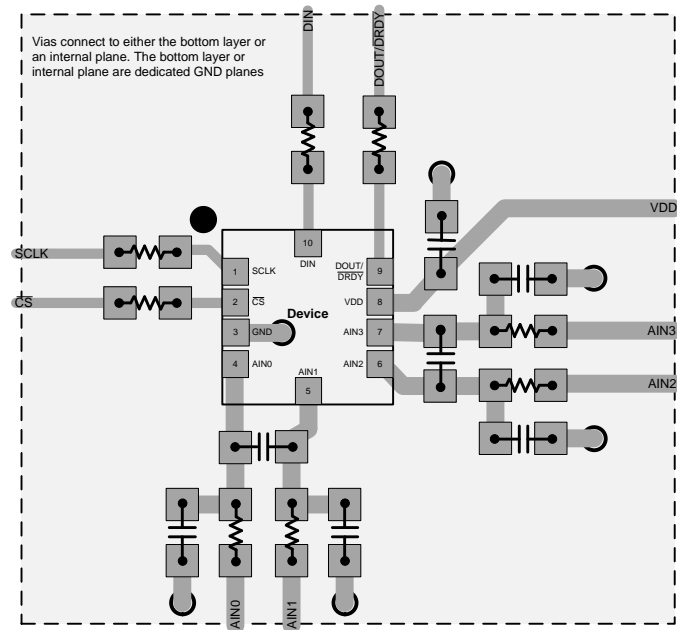 Vias connect to either the bottom layer or
an internal plane. The bottom layer or
internal plane are dedicated GND planes
DIN
DOUT/DRDY
VDD
SCLK
CS
10
DIN
1
SCLK
DOUT/
DRDY
9
2
CS
VDD
8
Device
3
GND
AIN3
7
AIN3
4
AIN0
AIN1
5
AIN2
6
AIN2
AIN0
AIN1